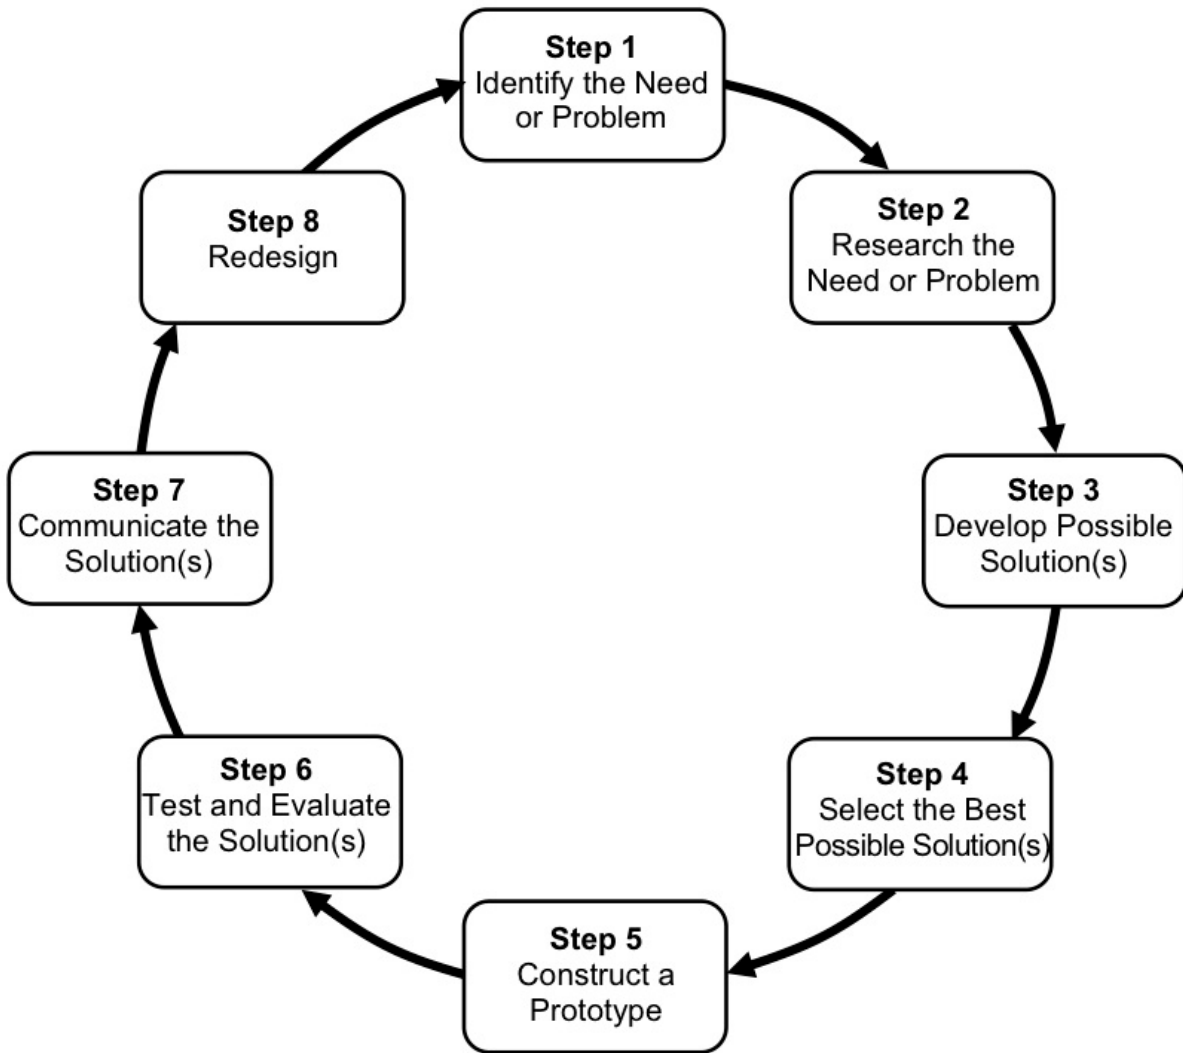 Step 1
Identify the Need
or Problem
Step 2
Research the
Need or Problem
Step 3
Develop Possible
Solution(s)
Step 4
Select the Best
Possible Solution(s)
Step 5
Construct a
Prototype
Step 6
Test and Evaluate
the Solution(s)
Step 7
Communicate the
Solution(s)
Step 8
Redesign